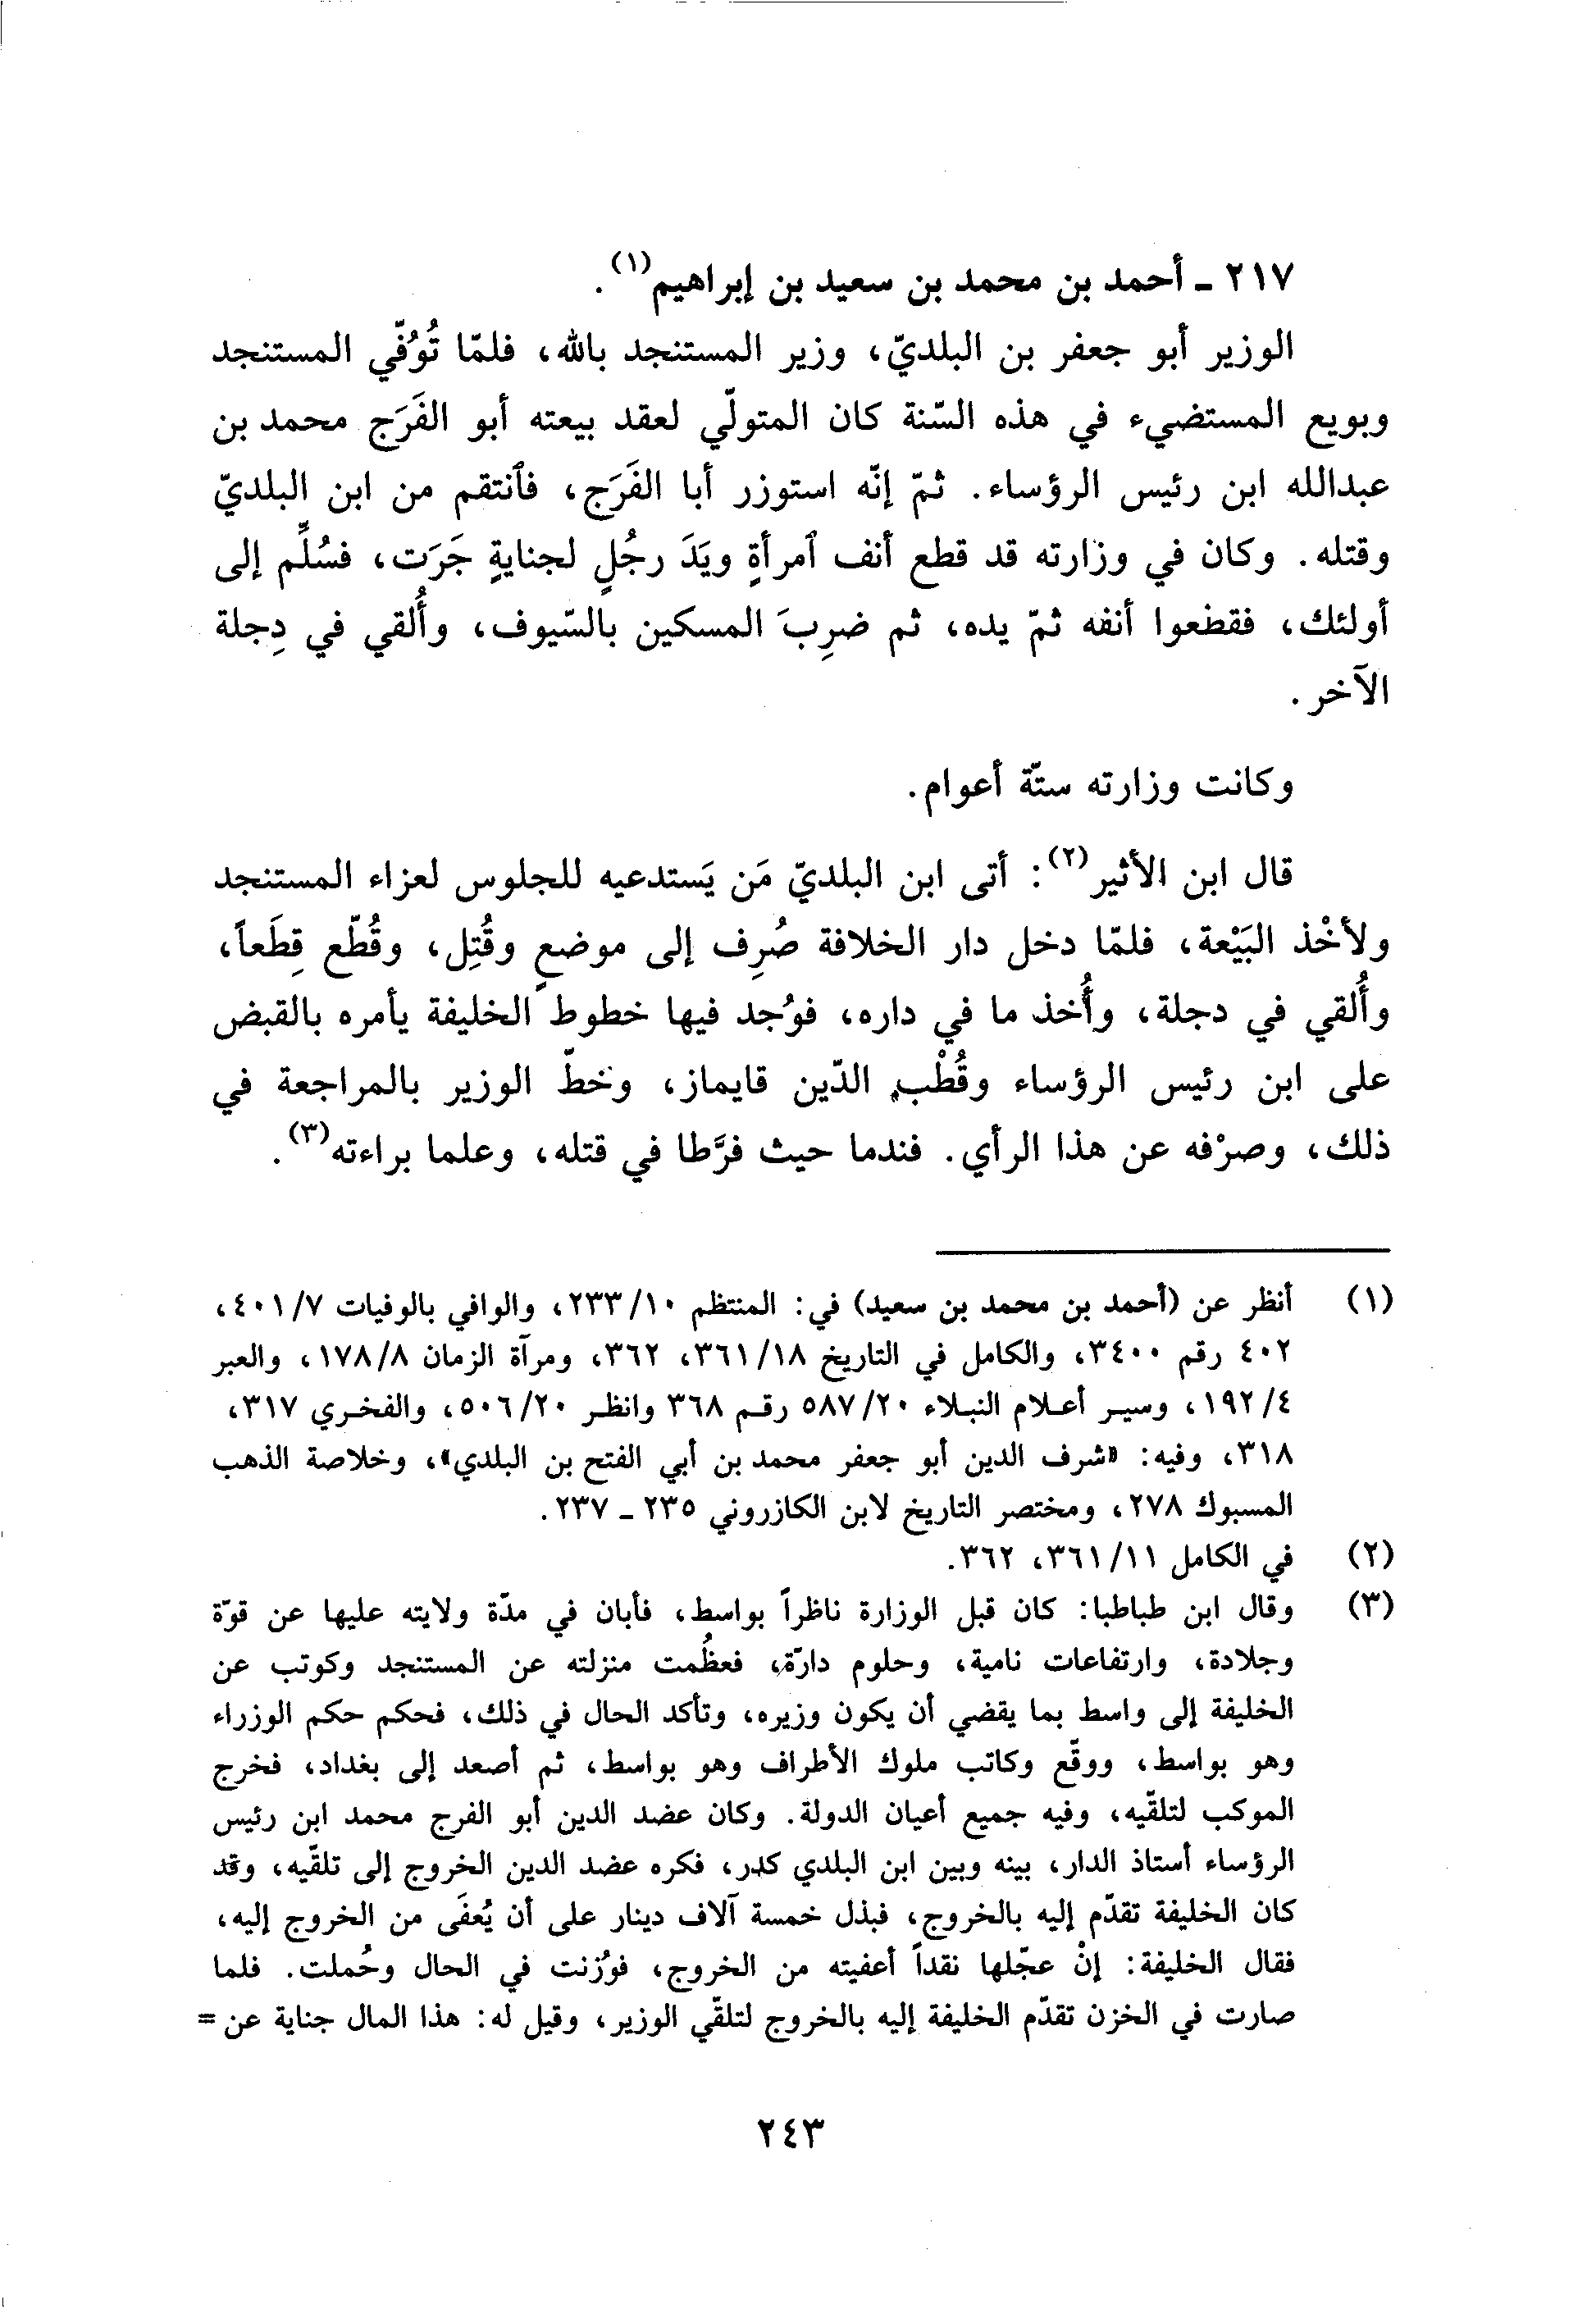 ٢١٧ ـ أحمد بن محمد بن سعيد بن إبراهيم(١).
الوزير أبو جعفر بن البلديّ، وزير المستنجد بالله، فلمّا تُوُفّي المستنجد
وبويع المستضيء في هذه السّنة كان المتولّي لعقد بيعته أبو الفَرَج محمد بن
عبدالله ابن رئيس الرؤساء. ثمّ إنّه استوزر أبا الفَرَج، فٱنتقم من ابن البلديّ
وقتله. وكان في وزارته قد قطع أنف ٱمرأةٍ ويَدَ رجُلٍ لجنايةٍ جَرَت، فسُلِّم إلى
أولئك، فقطعوا أنفه ثمّ يده، ثم ضرِبَ المسكين بالسّيوف، وأُلقي في دِجلة
الآخر.
وكانت وزارته ستّة أعوام.
قال ابن الأثير(٢): أتى ابن البلديّ مَن يَستدعيه للجلوس لعزاء المستنجد
ولأخْذ البَيْعة، فلمّا دخل دار الخلافة صُرِف إلى موضعٍ وقُتِل، وقُطّع قِطَعاً،
وأُلقي في دجلة، وأُخذ ما في داره، فوُجد فيها خطوط الخليفة يأمره بالقبض
على ابن رئيس الرؤساء وقُطْب الدّين قايماز، وخطّ الوزير بالمراجعة في
ذلك، وصرْفه عن هذا الرأي. فندما حيث فرَّطا في قتله، وعلما براءته(٣).
(١) أنظر عن (أحمد بن محمد بن سعيد) في: المنتظم ١٠/٢٣٣، والوافي بالوفيات ٧/٤٠١،
٤٠٢ رقم ٣٤٠٠، والكامل في التاريخ ١٨/٣٦١، ٣٦٢، ومرآة الزمان ٨/١٧٨، والعبر
٤/١٩٢، وسير أعلام النبلاء ٢٠/٥٨٧ رقم ٣٦٨ وانظر ٢٠/٥٠٦، والفخري ٣١٧،
٣١٨، وفيه: «شرف الدين أبو جعفر محمد بن أبي الفتح بن البلدي»، وخلاصة الذهب
المسبوك ٢٧٨، ومختصر التاريخ لابن الكازروني ٢٣٥ ـ ٢٣٧.
(٢) في الكامل ١١/٣٦١، ٣٦٢.
(٣) وقال ابن طباطبا: كان قبل الوزارة ناظراً بواسط، فأبان في مدّة ولايته عليها عن قوّة
وجلادة، وارتفاعات نامية، وحلوم دارّة، فعظُمت منزلته عن المستنجد وكوتب عن
الخليفة إلى واسط بما يقضي أن يكون وزيره، وتأكد الحال في ذلك، فحكم حكم الوزراء
وهو بواسط، ووقّع وكاتب ملوك الأطراف وهو بواسط، ثم أصعد إلى بغداد، فخرج
الموكب لتلقّيه، وفيه جميع أعيان الدولة. وكان عضد الدين أبو الفرج محمد ابن رئيس
الرؤساء أستاذ الدار، بينه وبين ابن البلدي كدر، فكره عضد الدين الخروج إلى تلقّيه، وقد
كان الخليفة تقدّم إليه بالخروج، فبذل خمسة آلاف دينار على أن يُعفَى من الخروج إليه،
فقال الخليفة: إنْ عجّلها نقداً أعفيته من الخروج، فوُزنت في الحال وحُملت. فلما
صارت في الخزن تقدّم الخليفة إليه بالخروج لتلقّي الوزير، وقيل له: هذا المال جناية عن =
٢٤٣